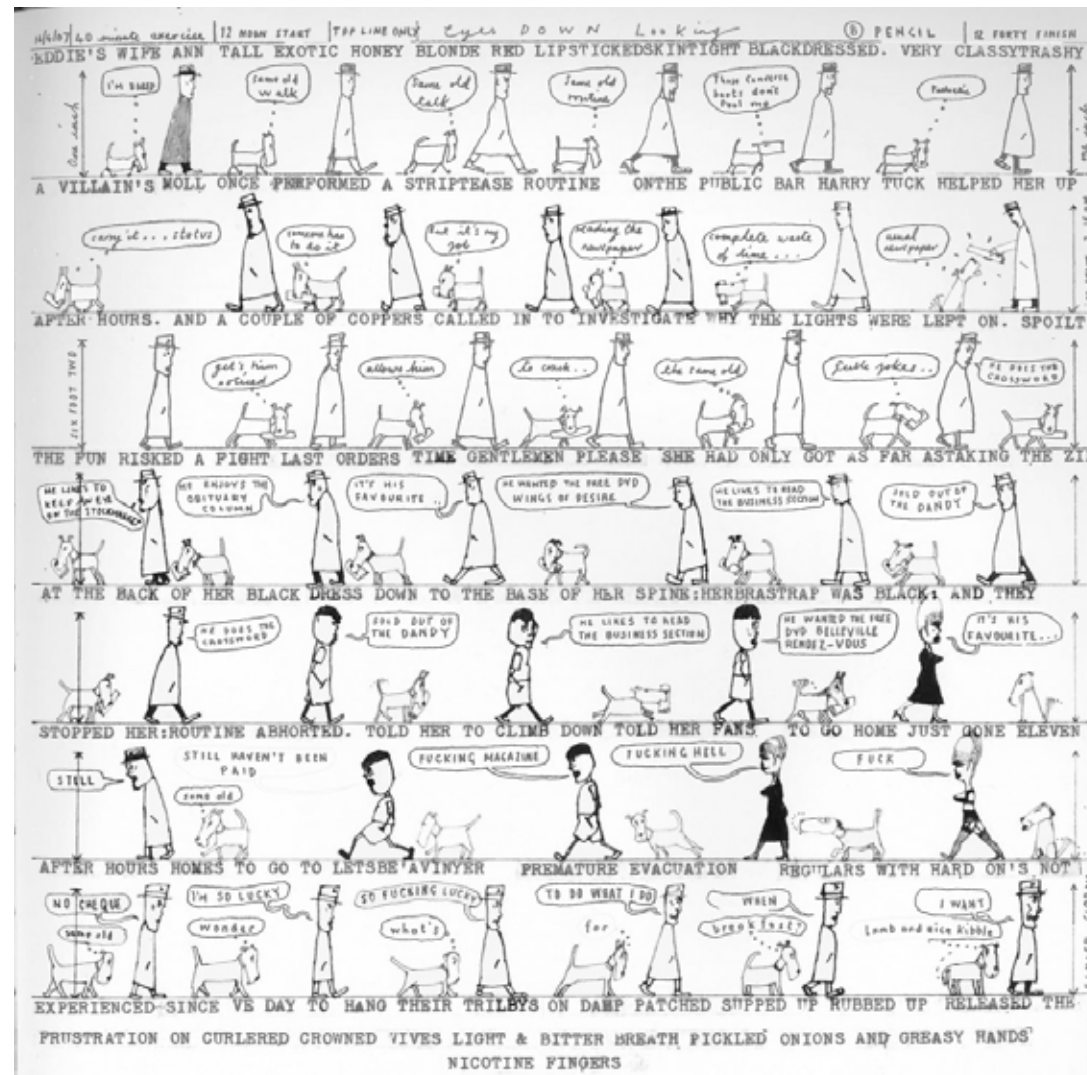 14/6/07 40 minute exercise 12 NOON START TOP LINE ONLY Eyes DOWN Looking B PENCIL 12 FORTY FINISH
EDDIE'S WIFE ANN TALL EXOTIC HONEY BLONDE RED LIPSTICKEDSKINTIGHT BLACKDRESSED. VERY CLASSYTRASHY
one inch
same old walk
same old talk
same old routine
Those converse boots don't fool me
Pathetic
A VILLAIN'S MOLL ONCE PERFORMED A STRIPTEASE ROUTINE ONTHE PUBLIC BAR HARRY TUCK HELPED HER UP
carry it... status
someone has to do it
but it's my job
reading the newspaper
complete waste of time...
usual newspaper
AFTER HOURS. AND A COUPLE OF COPPERS CALLED IN TO INVESTIGATE WHY THE LIGHTS WERE LEFT ON. SPOILT
SIX FOOT TWO
get's him noticed
allows him
to crack..
the same old
feeble jokes..
HE DOES THE CROSSWORD
THE FUN RISKED A FIGHT LAST ORDERS TIME GENTLEMEN PLEASE SHE HAD ONLY GOT AS FAR ASTAKING THE ZI
HE LIKES TO KEEP AN EYE ON THE STOCKMARKET
HE ENJOYS THE OBITUARY COLUMN
IT'S HIS FAVOURITE..
HE WANTED THE FREE DVD WINGS OF DESIRE
HE LIKES TO READ THE BUSINESS SECTION
SOLD OUT OF THE DANDY
AT THE BACK OF HER BLACK DRESS DOWN TO THE BASE OF HER SPINE:HERBRASTRAP WAS BLACK: AND THEY
HE DOES THE CROSSWORD
SOLD OUT OF THE DANDY
HE LIKES TO READ THE BUSINESS SECTION
HE WANTED THE FREE DVD BELLEVILLE RENDEZ-VOUS
IT'S HIS FAVOURITE...
STOPPED HER:ROUTINE ABHORTED. TOLD HER TO CLIMB DOWN TOLD HER FANS TO GO HOME JUST GONE ELEVEN
STILL
STILL HAVEN'T BEEN PAID
same old
FUCKING MAGAZINE
FUCKING HELL
FUCK
AFTER HOURS HOMES TO GO TO LETSBE'AVINYER PREMATURE EVACUATION REGULARS WITH HARD ON'S NOT
NO CHEQUE
same old
I'M SO LUCKY
wonder
SO FUCKING LUCKY
what's
TO DO WHAT I DO
for
WHEN
breakfast?
I WANT
lamb and rice kibble
EXPERIENCED SINCE VE DAY TO HANG THEIR TRILBYS ON DAMP PATCHED SUPPED UP RUBBED UP RELEASED THE
FRUSTRATION ON CURLERED CROWNED WIVES LIGHT & BITTER BREATH PICKLED ONIONS AND GREASY HANDS
NICOTINE FINGERS